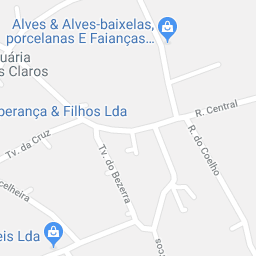 Alves & Alves-baixelas,
porcelanas E Faianças...
uária
s Claros
perança & Filhos Lda
R. Central
Tv. da Cruz
R. do Coelho
Tv. do Bezerra
celheira
eis Lda
cos